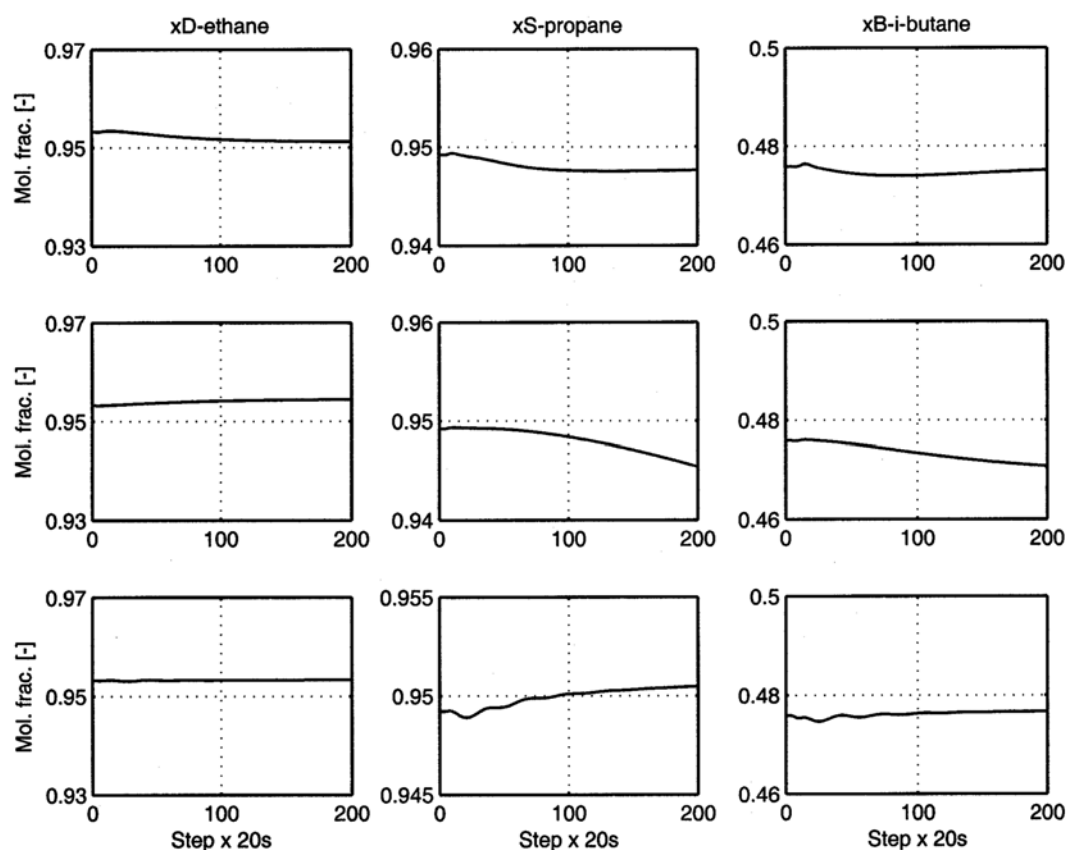 xD-ethane xS-propane xB-i-butane
0.97 0.96 0.5
Mol. frac. [-]
0.95 0.95 0.48
0.93 0.94 0.46
0 100 200 0 100 200 0 100 200
0.97 0.96 0.5
Mol. frac. [-]
0.95 0.95 0.48
0.93 0.94 0.46
0 100 200 0 100 200 0 100 200
0.97 0.955 0.5
Mol. frac. [-]
0.95 0.95 0.48
0.93 0.945 0.46
0 100 200 0 100 200 0 100 200
Step x 20s Step x 20s Step x 20s